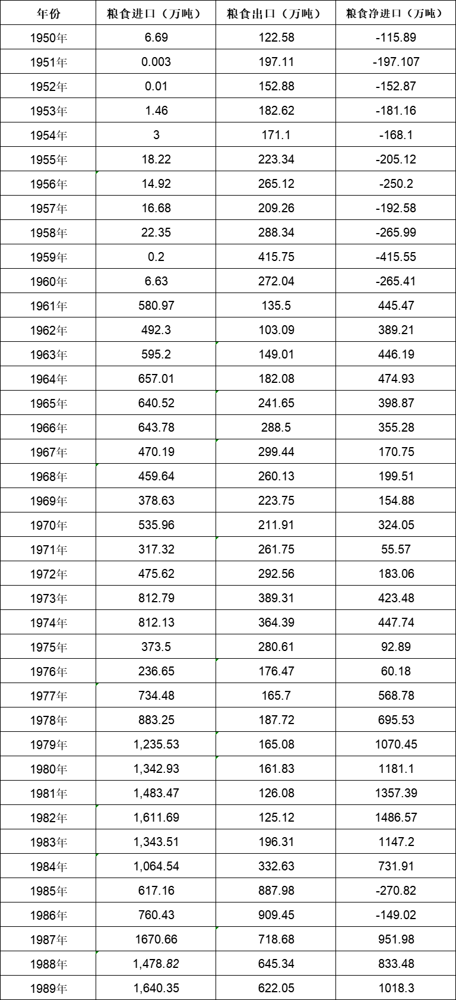 年份 粮食进口（万吨） 粮食出口（万吨） 粮食净进口（万吨）
1950年 6.69 122.58 -115.89
1951年 0.003 197.11 -197.107
1952年 0.01 152.88 -152.87
1953年 1.46 182.62 -181.16
1954年 3 171.1 -168.1
1955年 18.22 223.34 -205.12
1956年 14.92 265.12 -250.2
1957年 16.68 209.26 -192.58
1958年 22.35 288.34 -265.99
1959年 0.2 415.75 -415.55
1960年 6.63 272.04 -265.41
1961年 580.97 135.5 445.47
1962年 492.3 103.09 389.21
1963年 595.2 149.01 446.19
1964年 657.01 182.08 474.93
1965年 640.52 241.65 398.87
1966年 643.78 288.5 355.28
1967年 470.19 299.44 170.75
1968年 459.64 260.13 199.51
1969年 378.63 223.75 154.88
1970年 535.96 211.91 324.05
1971年 317.32 261.75 55.57
1972年 475.62 292.56 183.06
1973年 812.79 389.31 423.48
1974年 812.13 364.39 447.74
1975年 373.5 280.61 92.89
1976年 236.65 176.47 60.18
1977年 734.48 165.7 568.78
1978年 883.25 187.72 695.53
1979年 1,235.53 165.08 1070.45
1980年 1,342.93 161.83 1181.1
1981年 1,483.47 126.08 1357.39
1982年 1,611.69 125.12 1486.57
1983年 1,343.51 196.31 1147.2
1984年 1,064.54 332.63 731.91
1985年 617.16 887.98 -270.82
1986年 760.43 909.45 -149.02
1987年 1670.66 718.68 951.98
1988年 1,478.82 645.34 833.48
1989年 1,640.35 622.05 1018.3